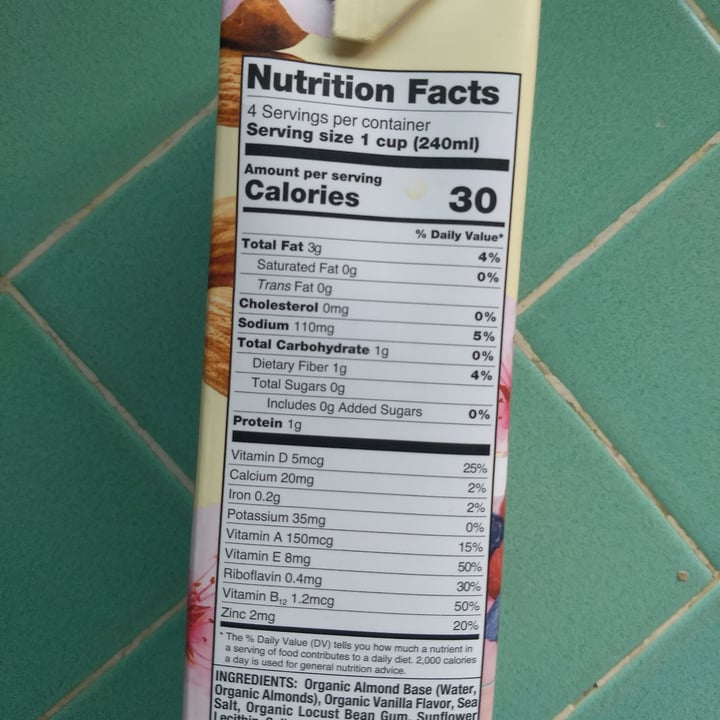 Nutrition Facts
4 Servings per container
Serving size 1 cup (240ml)
Amount per serving
Calories 30
% Daily Value*
Total Fat 3g 4%
Saturated Fat 0g 0%
Trans Fat 0g
Cholesterol 0mg 0%
Sodium 110mg 5%
Total Carbohydrate 1g 0%
Dietary Fiber 1g 4%
Total Sugars 0g
Includes 0g Added Sugars 0%
Protein 1g
Vitamin D 5mcg 25%
Calcium 20mg 2%
Iron 0.2g 2%
Potassium 35mg 0%
Vitamin A 150mcg 15%
Vitamin E 8mg 50%
Riboflavin 0.4mg 30%
Vitamin B12 1.2mcg 50%
Zinc 2mg 20%
* The % Daily Value (DV) tells you how much a nutrient in
a serving of food contributes to a daily diet. 2,000 calories
a day is used for general nutrition advice.
INGREDIENTS: Organic Almond Base (Water,
Organic Almonds), Organic Vanilla Flavor, Sea
Salt, Organic Locust Bean Gum, Sunflower